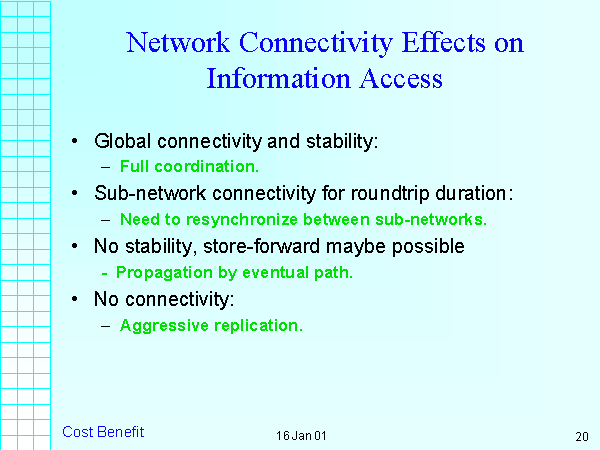 Network Connectivity Effects on
Information Access
• Global connectivity and stability:
– Full coordination.
• Sub-network connectivity for roundtrip duration:
– Need to resynchronize between sub-networks.
• No stability, store-forward maybe possible
- Propagation by eventual path.
• No connectivity:
– Aggressive replication.
Cost Benefit
16 Jan 01
20